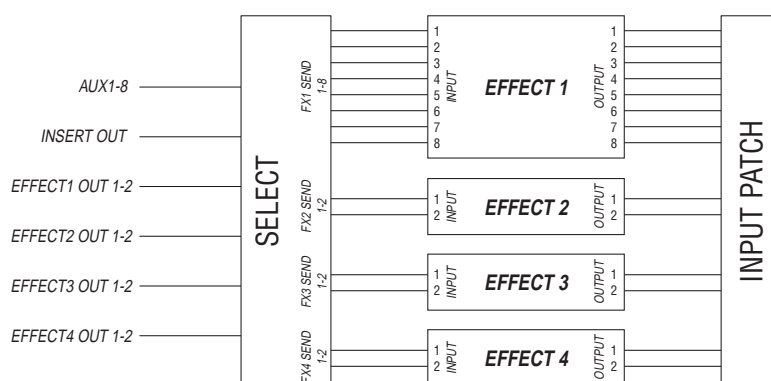 AUX1-8
INSERT OUT
EFFECT1 OUT 1-2
EFFECT2 OUT 1-2
EFFECT3 OUT 1-2
EFFECT4 OUT 1-2
SELECT
FX1 SEND
1-8
FX2 SEND
1-2
FX3 SEND
1-2
FX4 SEND
1-2
1
2
3
4
5
6
7
8
INPUT
EFFECT 1
OUTPUT
1
2
3
4
5
6
7
8
1
2
INPUT
EFFECT 2
OUTPUT
1
2
1
2
INPUT
EFFECT 3
OUTPUT
1
2
1
2
INPUT
EFFECT 4
OUTPUT
1
2
INPUT PATCH